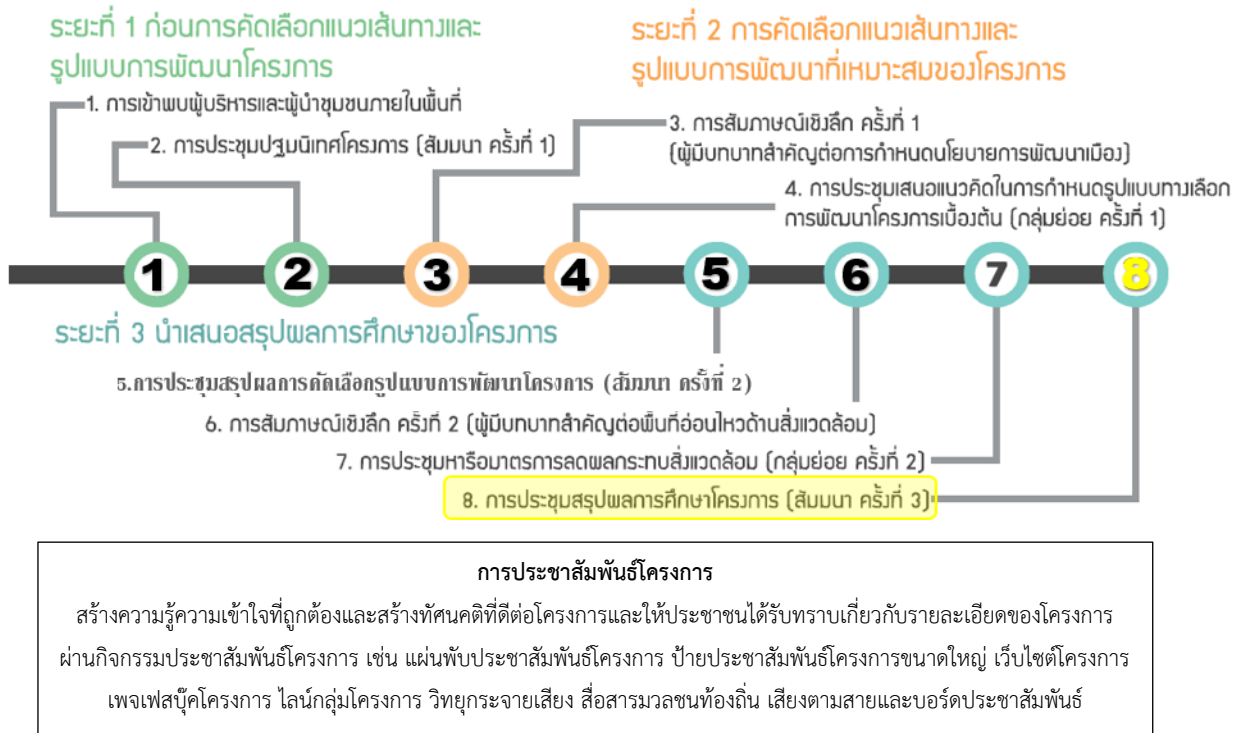 ระยะที่ 1 ก่อนการคัดเลือกแนวเส้นทางและ
รูปแบบการพัฒนาโครงการ
1. การเข้าพบผู้บริหารและผู้นำชุมชนภายในพื้นที่
2. การประชุมปฐมนิเทศโครงการ (สัมมนา ครั้งที่ 1)
ระยะที่ 2 การคัดเลือกแนวเส้นทางและ
รูปแบบการพัฒนาที่เหมาะสมของโครงการ
3. การสัมภาษณ์เชิงลึก ครั้งที่ 1
(ผู้มีบทบาทสำคัญต่อการกำหนดนโยบายการพัฒนาเมือง)
4. การประชุมเสนอแนวคิดในการกำหนดรูปแบบทางเลือก
การพัฒนาโครงการเบื้องต้น (กลุ่มย่อย ครั้งที่ 1)
1 2 3 4 5 6 7 8
ระยะที่ 3 นำเสนอสรุปผลการศึกษาของโครงการ
5.การประชุมสรุปผลการคัดเลือกรูปแบบการพัฒนาโครงการ (สัมมนา ครั้งที่ 2)
6. การสัมภาษณ์เชิงลึก ครั้งที่ 2 (ผู้มีบทบาทสำคัญต่อพื้นที่อ่อนไหวด้านสิ่งแวดล้อม)
7. การประชุมหารือมาตรการลดผลกระทบสิ่งแวดล้อม (กลุ่มย่อย ครั้งที่ 2)
8. การประชุมสรุปผลการศึกษาโครงการ (สัมมนา ครั้งที่ 3)
การประชาสัมพันธ์โครงการ
สร้างความรู้ความเข้าใจที่ถูกต้องและสร้างทัศนคติที่ดีต่อโครงการและให้ประชาชนได้รับทราบเกี่ยวกับรายละเอียดของโครงการ
ผ่านกิจกรรมประชาสัมพันธ์โครงการ เช่น แผ่นพับประชาสัมพันธ์โครงการ ป้ายประชาสัมพันธ์โครงการขนาดใหญ่ เว็บไซต์โครงการ
เพจเฟสบุ๊คโครงการ ไลน์กลุ่มโครงการ วิทยุกระจายเสียง สื่อสารมวลชนท้องถิ่น เสียงตามสายและบอร์ดประชาสัมพันธ์